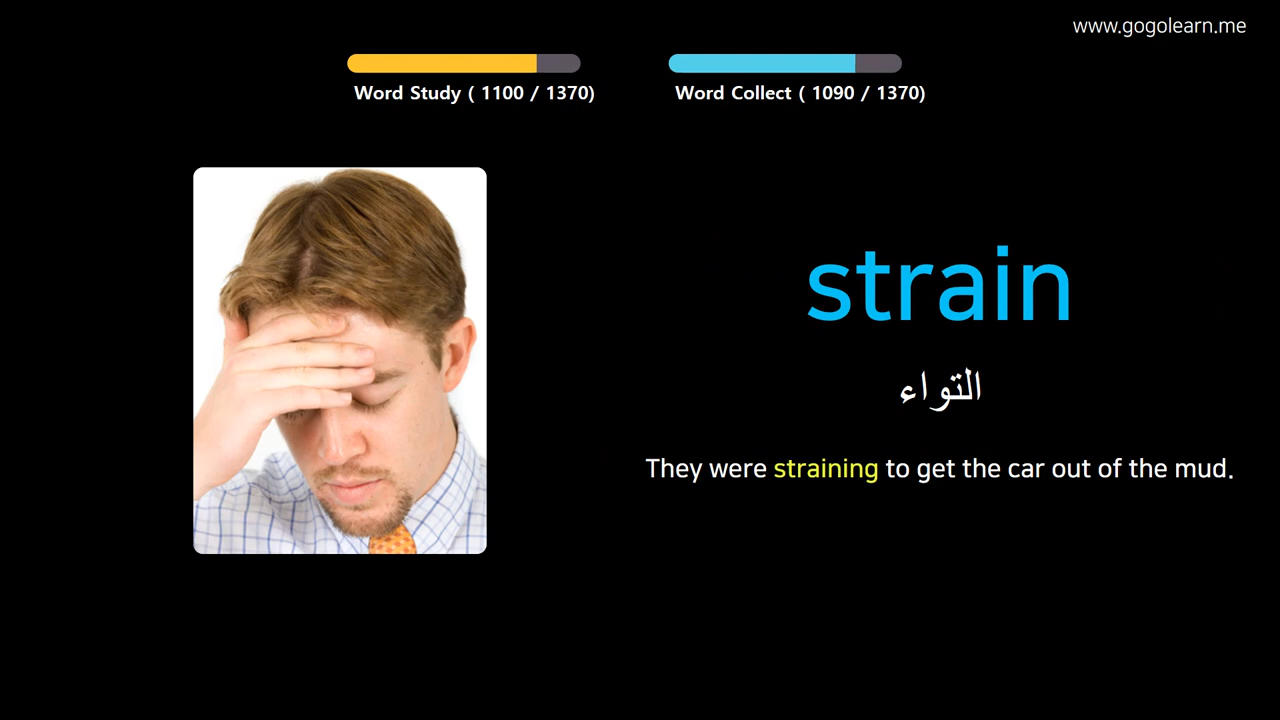 www.gogolearn.me
Word Study ( 1100 / 1370)
Word Collect ( 1090 / 1370)
strain
التواء
They were straining to get the car out of the mud.